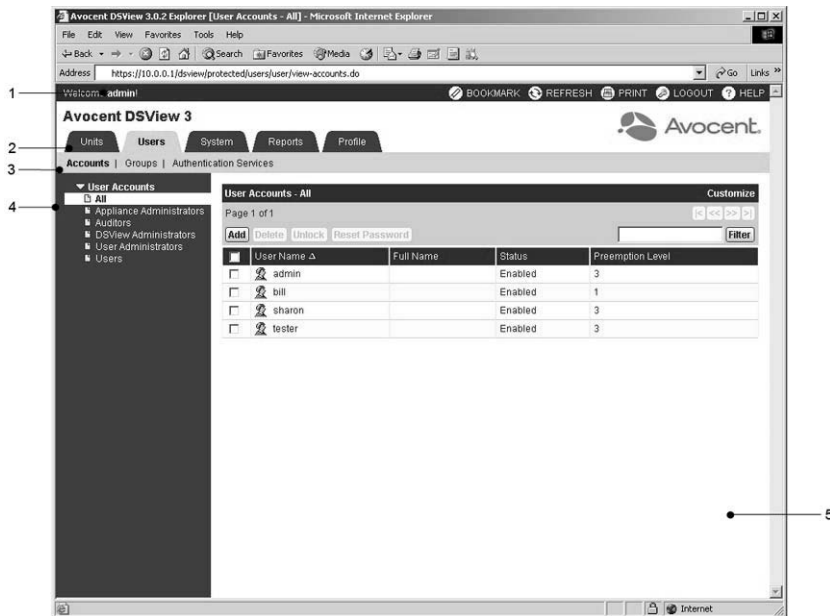 Avocent DSView 3.0.2 Explorer [User Accounts - All] - Microsoft Internet Explorer
File Edit View Favorites Tools Help
Back Search Favorites Media
Address https://10.0.0.1/dsview/protected/users/user/view-accounts.do Go Links »
1
Welcom admin! BOOKMARK REFRESH PRINT LOGOUT ? HELP
Avocent DSView 3
Avocent.
2
Units Users System Reports Profile
3
Accounts | Groups | Authentication Services
4
User Accounts
All
Appliance Administrators
Auditors
DSView Administrators
User Administrators
Users
User Accounts - All Customize
Page 1 of 1 |< << >> >|
Add Delete Unlock Reset Password Filter
User Name Full Name Status Preemption Level
admin Enabled 3
bill Enabled 1
sharon Enabled 3
tester Enabled 3
5
Internet